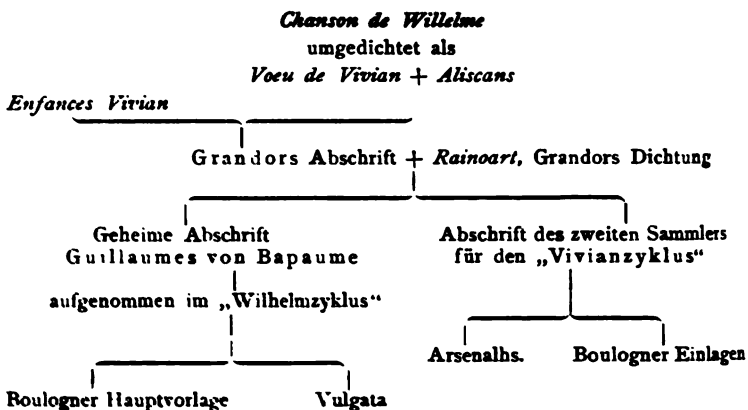 Chanson de Willelme
umgedichtet als
Voeu de Vivian + Aliscans
Enfances Vivian
Grandors Abschrift + Rainoart, Grandors Dichtung
Geheime Abschrift
Guillaumes von Bapaume
aufgenommen im „Wilhelmzyklus“
Boulogner Hauptvorlage
Vulgata
Abschrift des zweiten Sammlers
für den „Vivianzyklus“
Arsenalhs.
Boulogner Einlagen